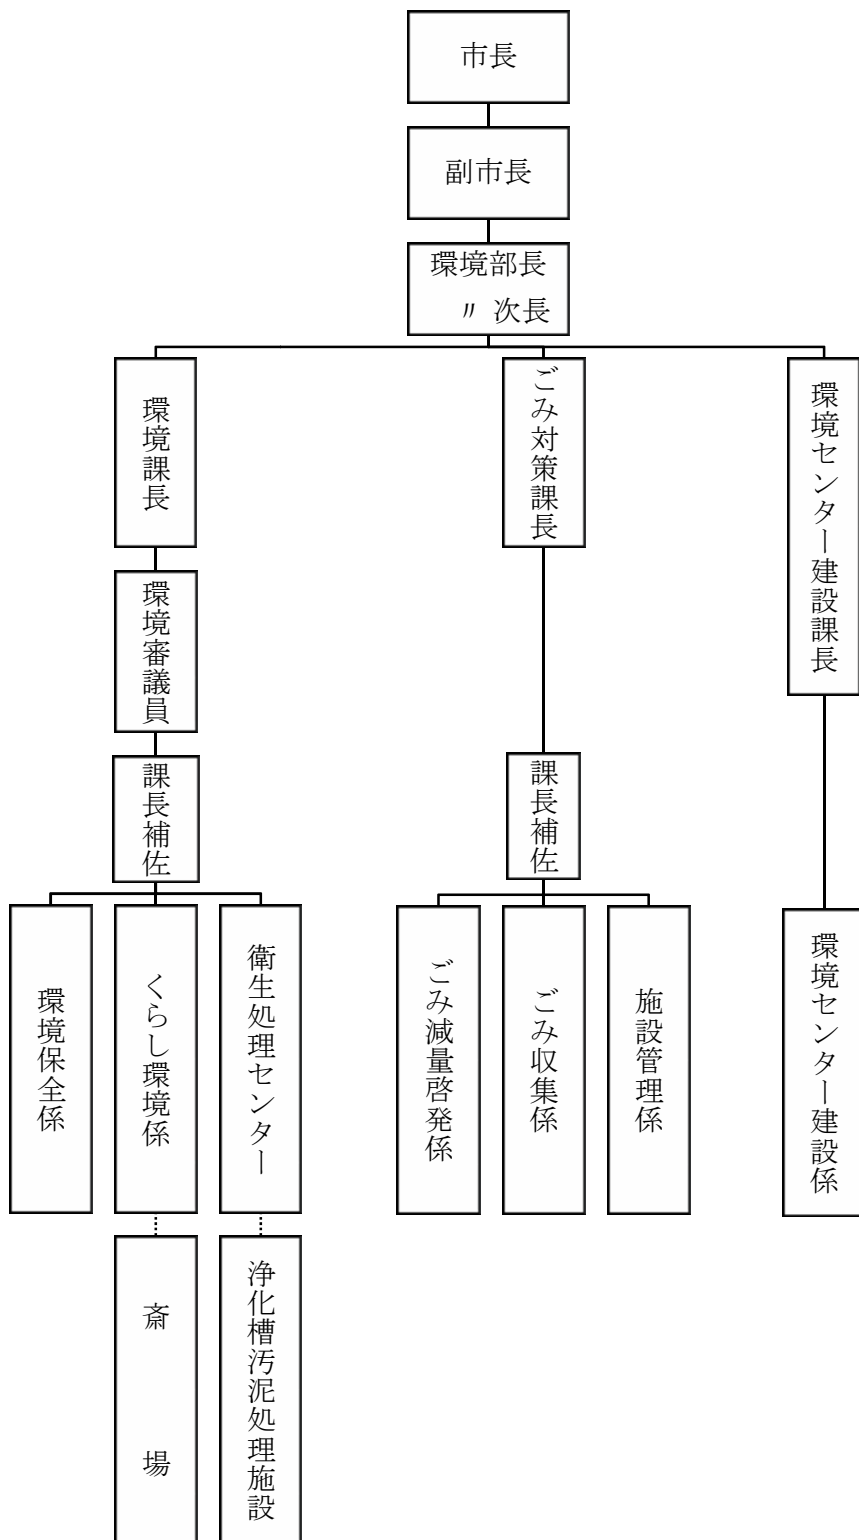 市長
副市長
環境部長
〃 次長
環境課長
ごみ対策課長
環境センター建設課長
環境審議員
課長補佐
課長補佐
環境保全係
くらし環境係
衛生処理センター
ごみ減量啓発係
ごみ収集係
施設管理係
環境センター建設係
斎場
浄化槽汚泥処理施設